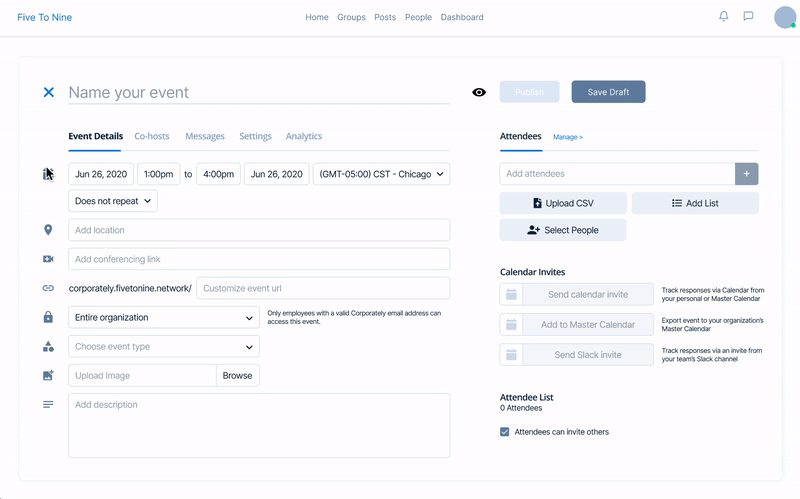 Five To Nine
Home Groups Posts People Dashboard
Name your event
Publish
Save Draft
Event Details Co-hosts Messages Settings Analytics
Jun 26, 2020 1:00pm to 4:00pm Jun 26, 2020 (GMT-05:00) CST - Chicago
Does not repeat
Add location
Add conferencing link
corporately.fivetonine.network/ Customize event url
Entire organization
Only employees with a valid Corporately email address can
access this event.
Choose event type
Upload Image Browse
Add description
Attendees Manage >
Add attendees +
Upload CSV Add List
Select People
Calendar Invites
Send calendar invite
Track responses via Calendar from
your personal or Master Calendar
Add to Master Calendar
Export event to your organization's
Master Calendar
Send Slack invite
Track responses via an invite from
your team's Slack channel
Attendee List
0 Attendees
Attendees can invite others